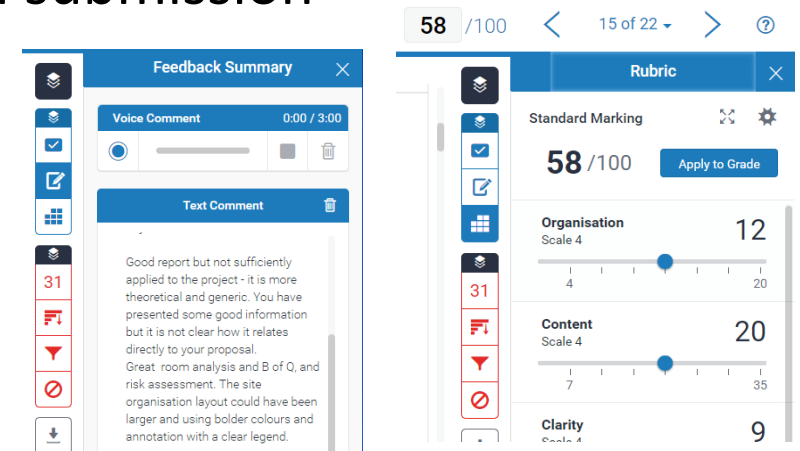 submission
58 /100
15 of 22
Feedback Summary
Voice Comment 0:00 / 3:00
Text Comment
Good report but not sufficiently
applied to the project - it is more
theoretical and generic. You have
presented some good information
but it is not clear how it relates
directly to your proposal.
Great room analysis and B of Q, and
risk assessment. The site
organisation layout could have been
larger and using bolder colours and
annotation with a clear legend.
31
Rubric
Standard Marking
58 /100 Apply to Grade
Organisation 12
Scale 4
4 20
Content 20
Scale 4
7 35
Clarity 9
Scale 4
31